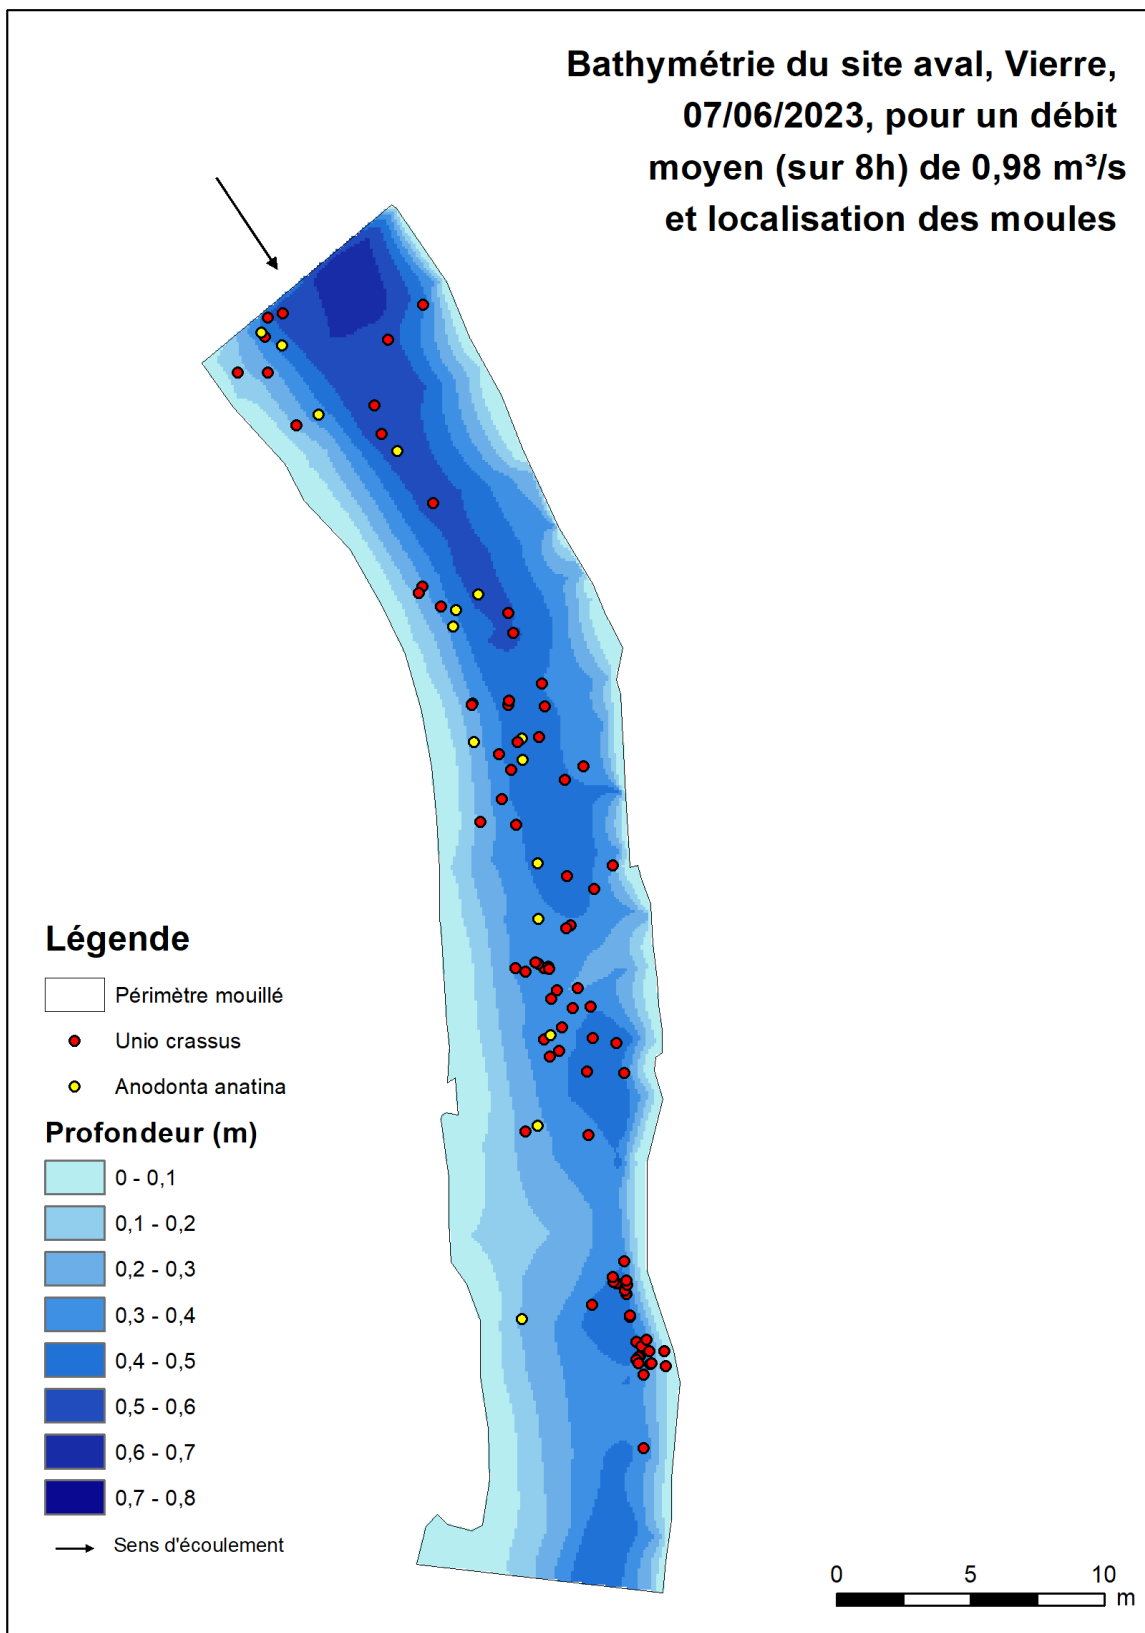 Bathymétrie du site aval, Vierre,
07/06/2023, pour un débit
moyen (sur 8h) de 0,98 m³/s
et localisation des moules
Légende
Périmètre mouillé
Unio crassus
Anodonta anatina
Profondeur (m)
0 - 0,1
0,1 - 0,2
0,2 - 0,3
0,3 - 0,4
0,4 - 0,5
0,5 - 0,6
0,6 - 0,7
0,7 - 0,8
Sens d'écoulement
0 5 10
m